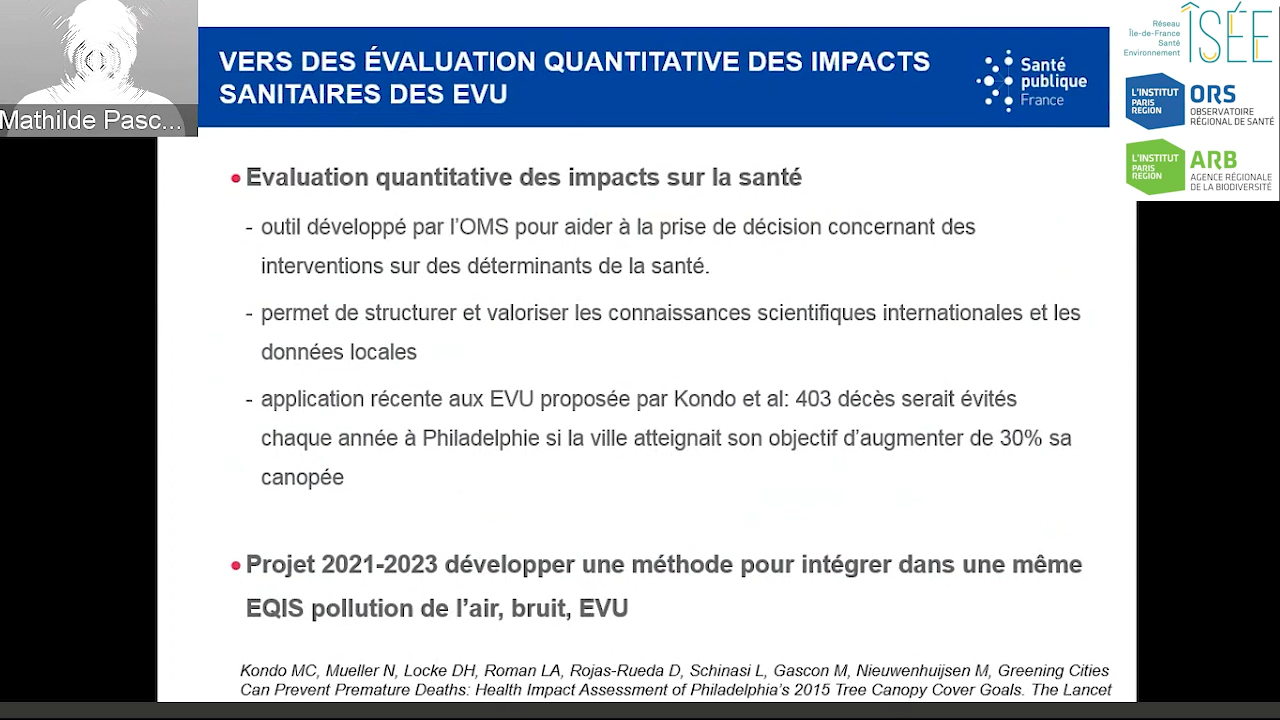 Mathilde Pasc...
VERS DES ÉVALUATION QUANTITATIVE DES IMPACTS
SANITAIRES DES EVU
Santé
publique
France
Réseau
Île-de-France
Santé
Environnement
ÎSÉE
L'INSTITUT
PARIS
REGION
ORS
OBSERVATOIRE
RÉGIONAL DE SANTÉ
L'INSTITUT
PARIS
REGION
ARB
AGENCE RÉGIONALE
DE LA BIODIVERSITÉ
• Evaluation quantitative des impacts sur la santé
- outil développé par l’OMS pour aider à la prise de décision concernant des
interventions sur des déterminants de la santé.
- permet de structurer et valoriser les connaissances scientifiques internationales et les
données locales
- application récente aux EVU proposée par Kondo et al: 403 décès serait évités
chaque année à Philadelphie si la ville atteignait son objectif d’augmenter de 30% sa
canopée
• Projet 2021-2023 développer une méthode pour intégrer dans une même
EQIS pollution de l’air, bruit, EVU
Kondo MC, Mueller N, Locke DH, Roman LA, Rojas-Rueda D, Schinasi L, Gascon M, Nieuwenhuijsen M, Greening Cities
Can Prevent Premature Deaths: Health Impact Assessment of Philadelphia’s 2015 Tree Canopy Cover Goals. The Lancet